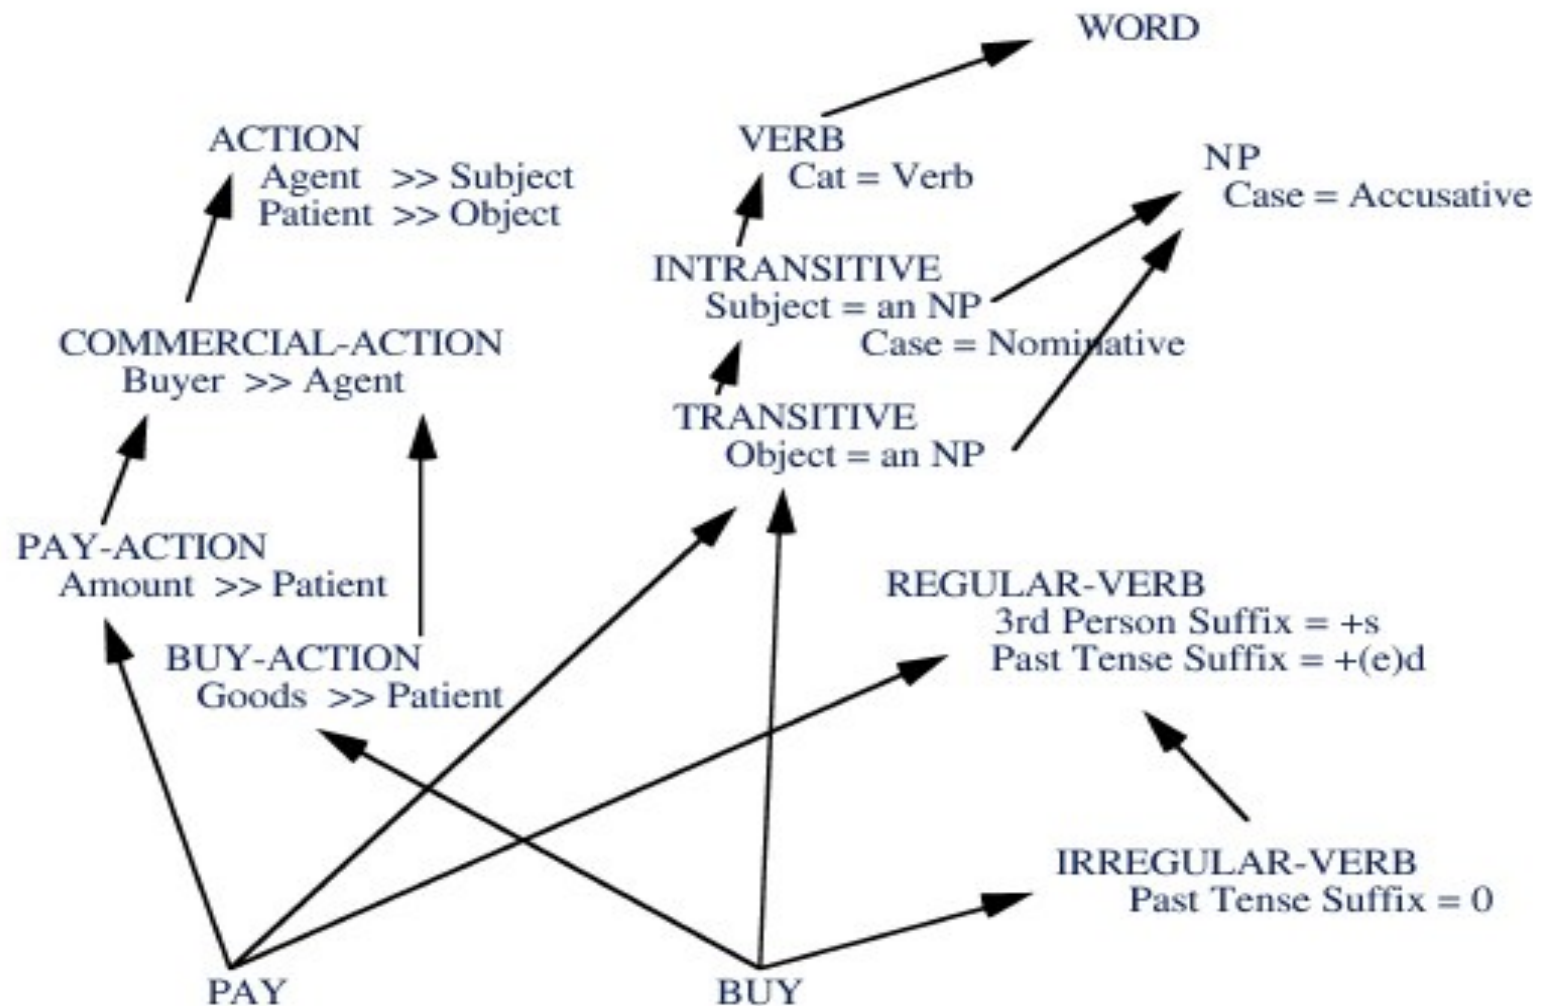 WORD
ACTION
Agent >> Subject
Patient >> Object
VERB
Cat = Verb
NP
Case = Accusative
INTRANSITIVE
Subject = an NP
Case = Nominative
COMMERCIAL-ACTION
Buyer >> Agent
TRANSITIVE
Object = an NP
PAY-ACTION
Amount >> Patient
BUY-ACTION
Goods >> Patient
REGULAR-VERB
3rd Person Suffix = +s
Past Tense Suffix = +(e)d
IRREGULAR-VERB
Past Tense Suffix = 0
PAY
BUY